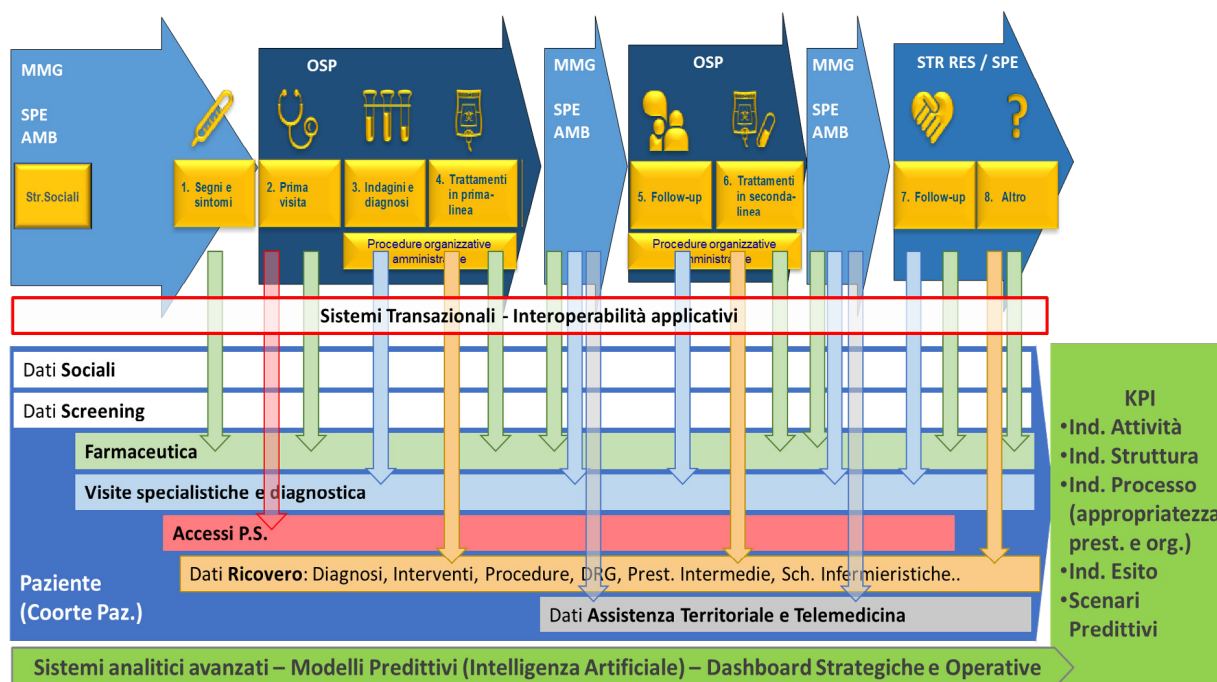 MMG
SPE
AMB
Str.Sociali
1. Segni e
sintomi
OSP
2. Prima
visita
3. Indagini e
diagnosi
4. Trattamenti
in prima-
linea
Procedure organizzative
amministrative
MMG
SPE
AMB
OSP
5. Follow-up
6. Trattamenti
in seconda-
linea
Procedure organizzative
amministrative
MMG
SPE
AMB
STR RES / SPE
7. Follow-up
8. Altro
Sistemi Transazionali - Interoperabilità applicativi
Dati Sociali
Dati Screening
Farmaceutica
Visite specialistiche e diagnostica
Accessi P.S.
Dati Ricovero: Diagnosi, Interventi, Procedure, DRG, Prest. Intermedie, Sch. Infermieristiche..
Paziente
(Coorte Paz.)
Dati Assistenza Territoriale e Telemedicina
KPI
•Ind. Attività
•Ind. Struttura
•Ind. Processo
(appropriatezza
prest. e org.)
•Ind. Esito
•Scenari
Predittivi
Sistemi analitici avanzati – Modelli Predittivi (Intelligenza Artificiale) – Dashboard Strategiche e Operative